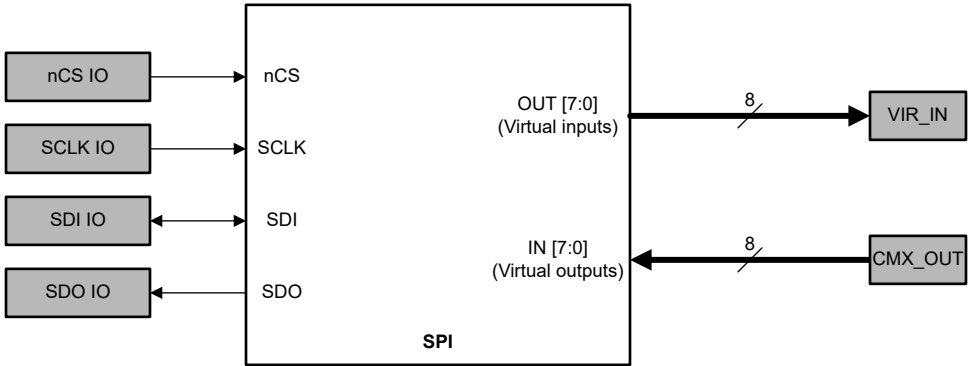 nCS IO
nCS
SCLK IO
SCLK
SDI IO
SDI
SDO IO
SDO
OUT [7:0]
(Virtual inputs)
8
VIR_IN
IN [7:0]
(Virtual outputs)
8
CMX_OUT
SPI